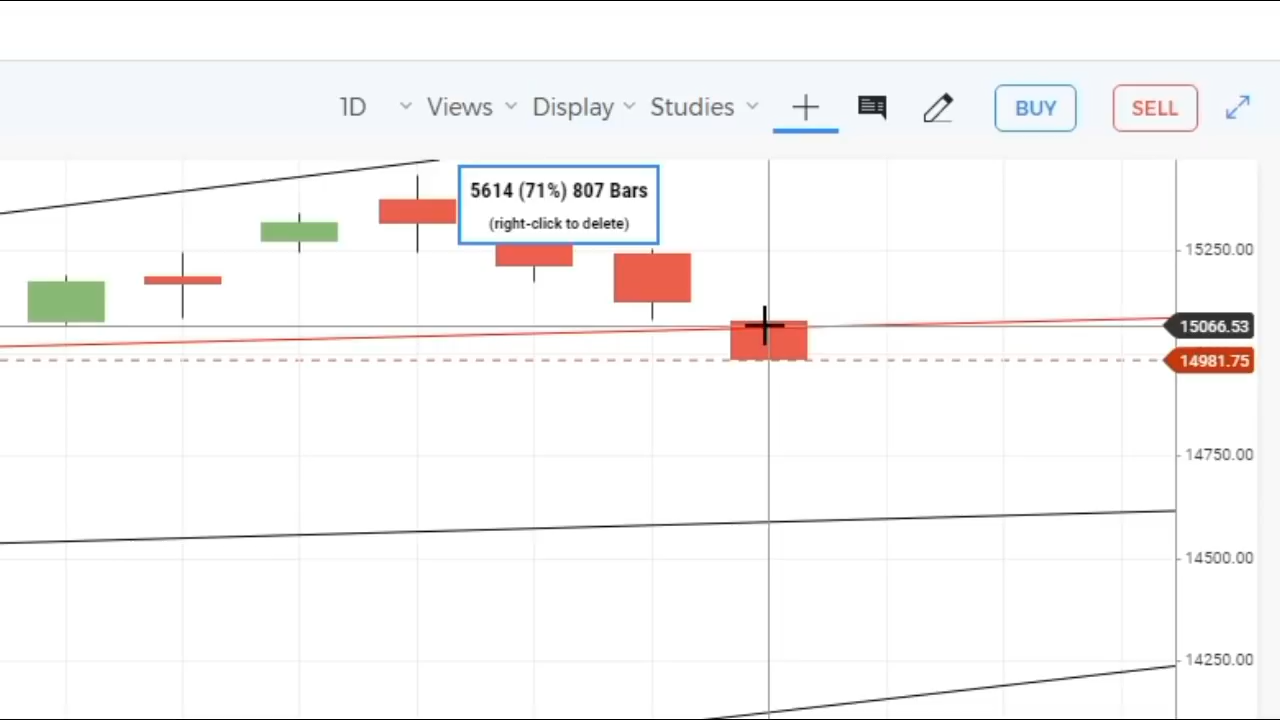 1D Views Display Studies BUY SELL
5614 (71%) 807 Bars
(right-click to delete)
15250.00
15066.53
14981.75
14750.00
14500.00
14250.00